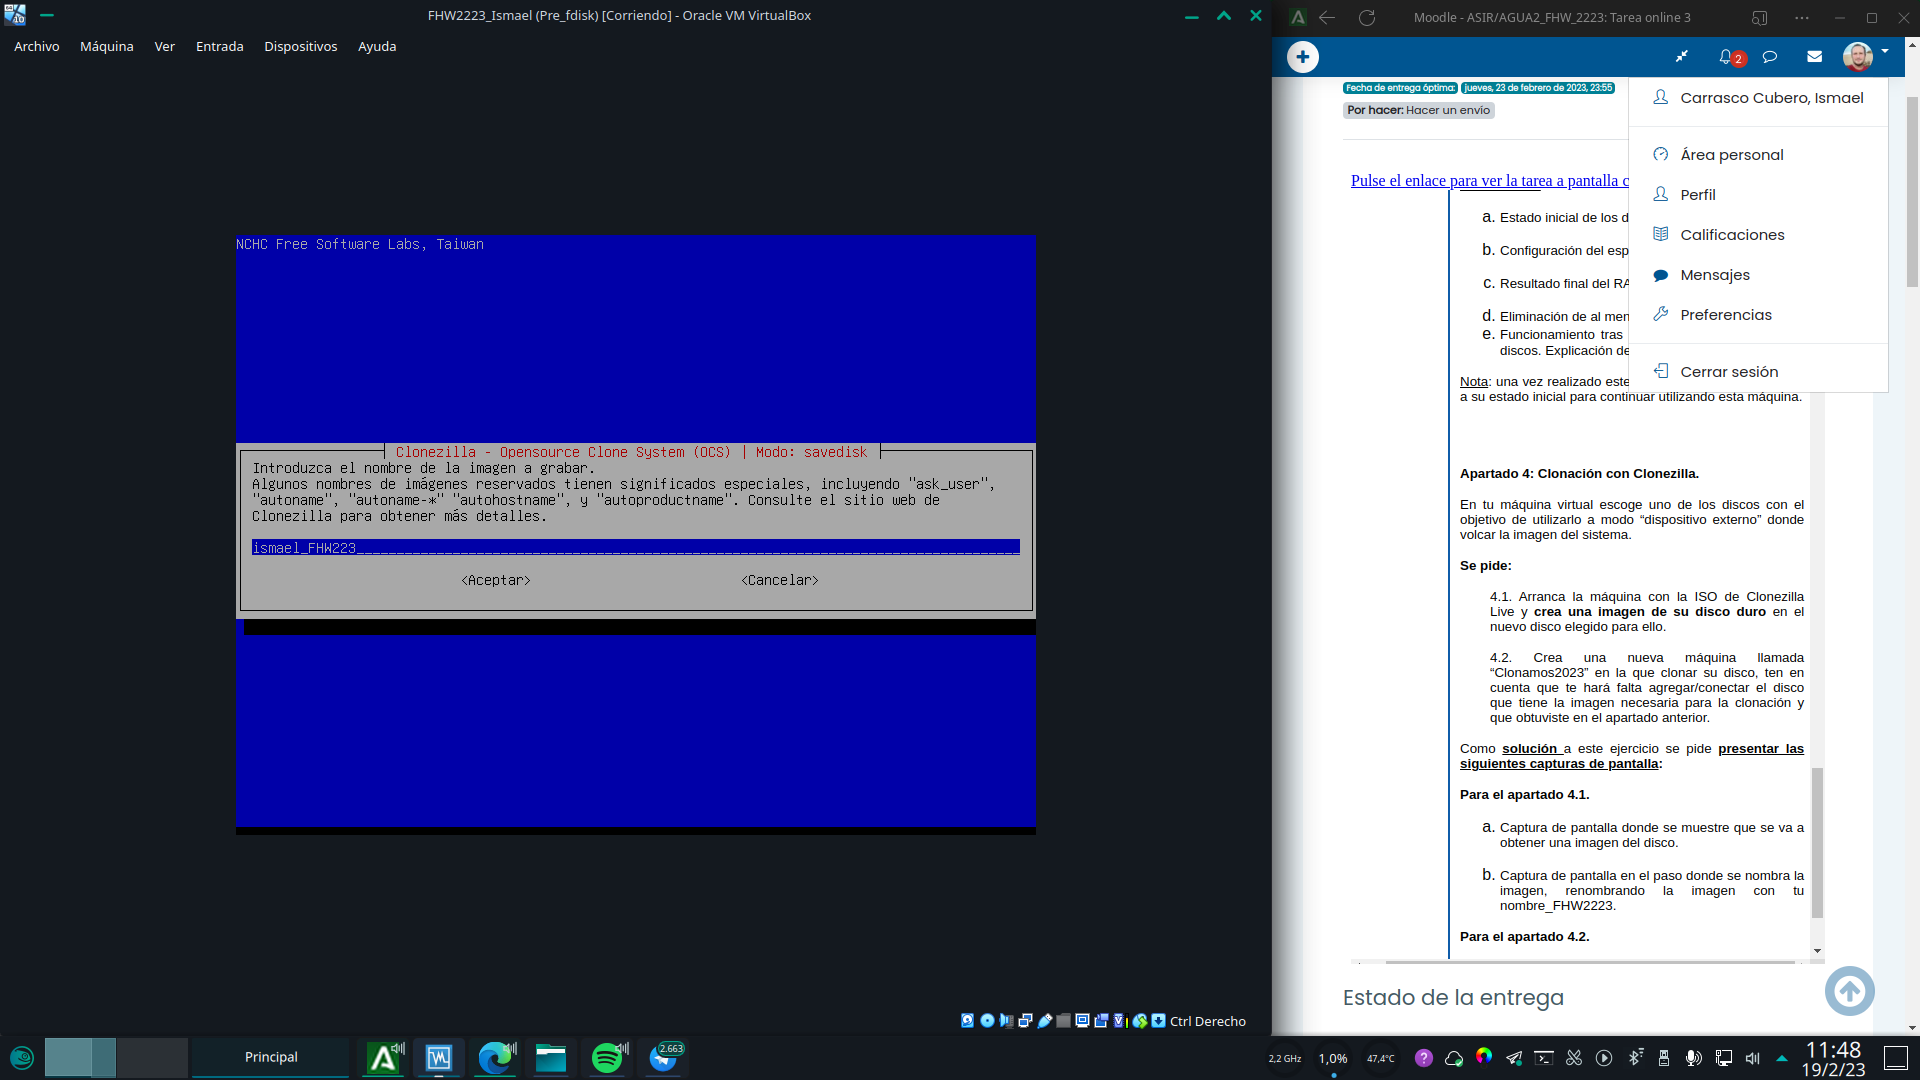 FHW2223_Ismael (Pre_fdisk) [Corriendo] - Oracle VM VirtualBox
Archivo Máquina Ver Entrada Dispositivos Ayuda
NCHC Free Software Labs, Taiwan
Clonezilla - Opensource Clone System (OCS) | Modo: savedisk
Introduzca el nombre de la imagen a grabar.
Algunos nombres de imágenes reservados tienen significados especiales, incluyendo "ask_user",
"autoname", "autoname-*" "autohostname", y "autoproductname". Consulte el sitio web de
Clonezilla para obtener más detalles.
ismael_FHW223
<Aceptar> <Cancelar>
Ctrl Derecho
Moodle - ASIR/AGUA2_FHW_2223: Tarea online 3
2
Fecha de entrega óptima: jueves, 23 de febrero de 2023, 23:55
Por hacer: Hacer un envío
Carrasco Cubero, Ismael
Área personal
Perfil
Calificaciones
Mensajes
Preferencias
Cerrar sesión
Pulse el enlace para ver la tarea a pantalla c
a. Estado inicial de los d
b. Configuración del esp
c. Resultado final del RA
d. Eliminación de al men
e. Funcionamiento tras
discos. Explicación de
Nota: una vez realizado este
a su estado inicial para continuar utilizando esta máquina.
Apartado 4: Clonación con Clonezilla.
En tu máquina virtual escoge uno de los discos con el
objetivo de utilizarlo a modo “dispositivo externo” donde
volcar la imagen del sistema.
Se pide:
4.1. Arranca la máquina con la ISO de Clonezilla
Live y crea una imagen de su disco duro en el
nuevo disco elegido para ello.
4.2. Crea una nueva máquina llamada
“Clonamos2023” en la que clonar su disco, ten en
cuenta que te hará falta agregar/conectar el disco
que tiene la imagen necesaria para la clonación y
que obtuviste en el apartado anterior.
Como solución a este ejercicio se pide presentar las
siguientes capturas de pantalla:
Para el apartado 4.1.
a. Captura de pantalla donde se muestre que se va a
obtener una imagen del disco.
b. Captura de pantalla en el paso donde se nombra la
imagen, renombrando la imagen con tu
nombre_FHW2223.
Para el apartado 4.2.
Estado de la entrega
Principal
2.663
2,2 GHz 1,0% 47,4°C
11:48
19/2/23